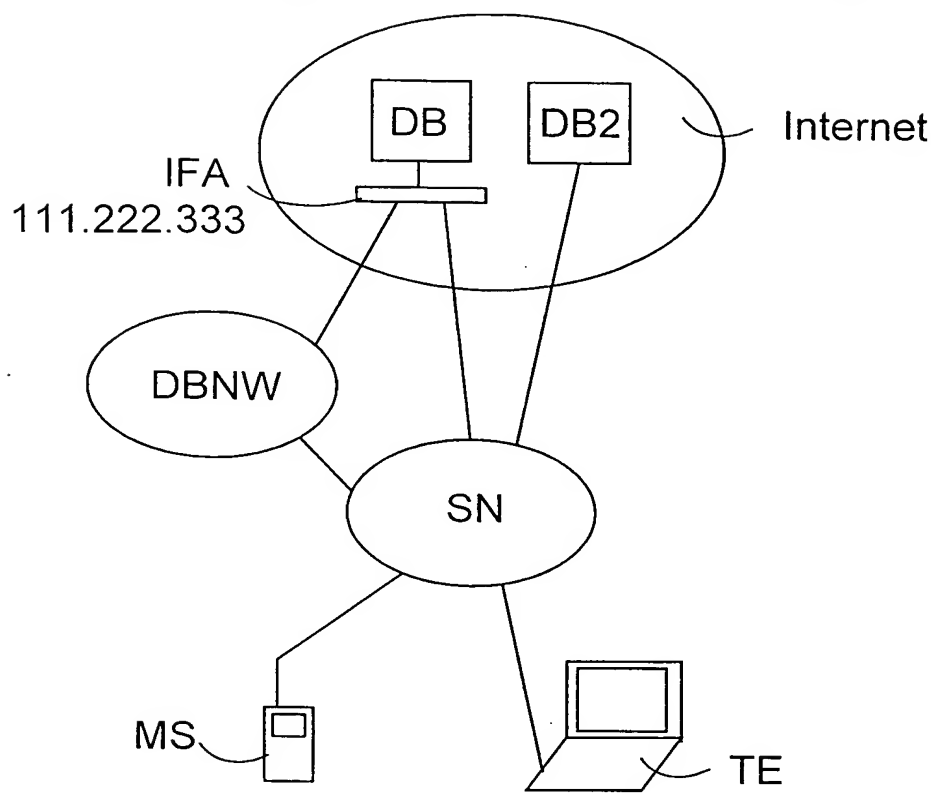 DB
DB2
Internet
IFA
111.222.333
DBNW
SN
MS
TE